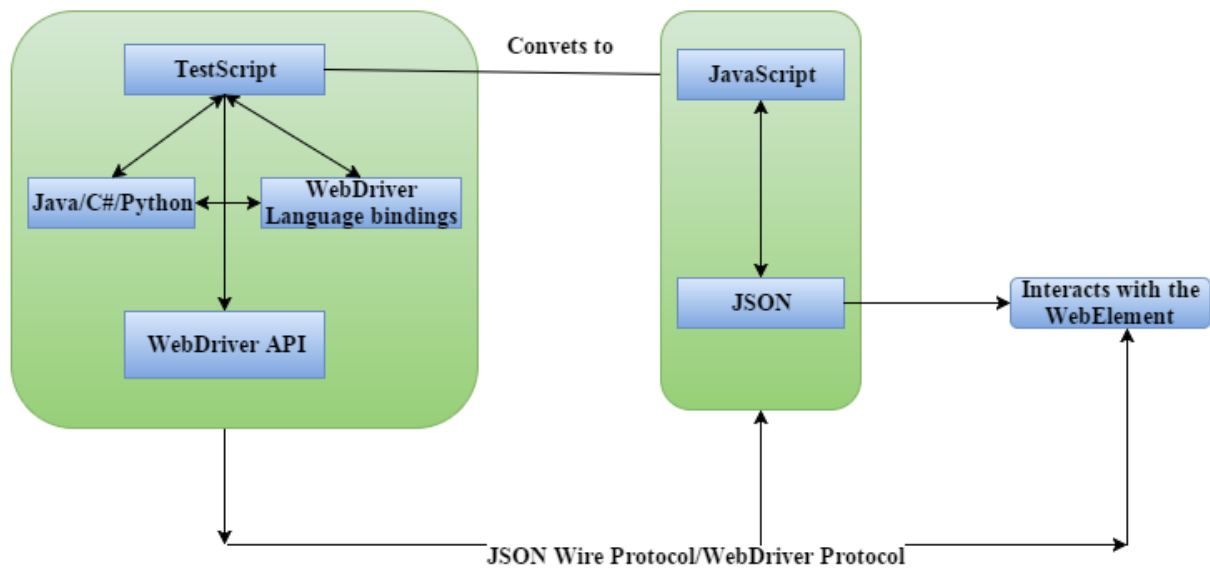 Convets to
TestScript
JavaScript
Java/C#/Python
WebDriver
Language bindings
WebDriver API
JSON
Interacts with the
WebElement
JSON Wire Protocol/WebDriver Protocol